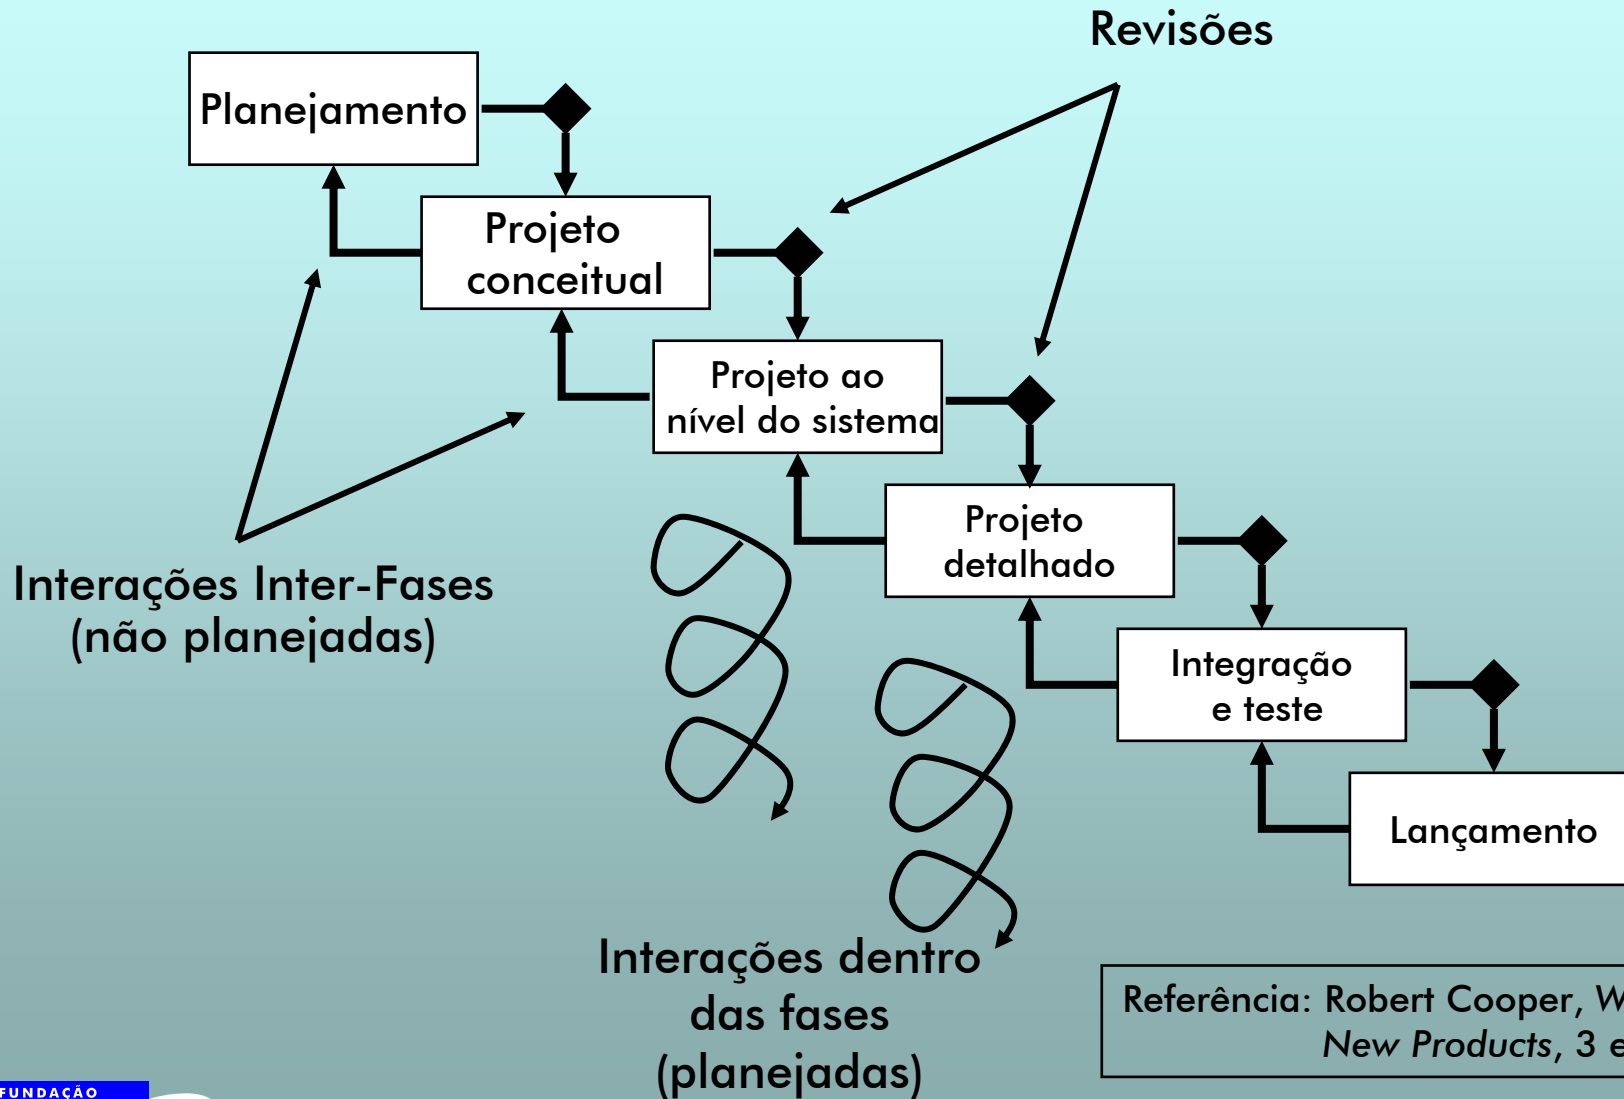 Revisões
Planejamento
Projeto
conceitual
Projeto ao
nível do sistema
Projeto
detalhado
Interações Inter-Fases
(não planejadas)
Integração
e teste
Lançamento
Interações dentro
das fases
(planejadas)
Referência: Robert Cooper, W
New Products, 3 e
FUNDAÇÃO